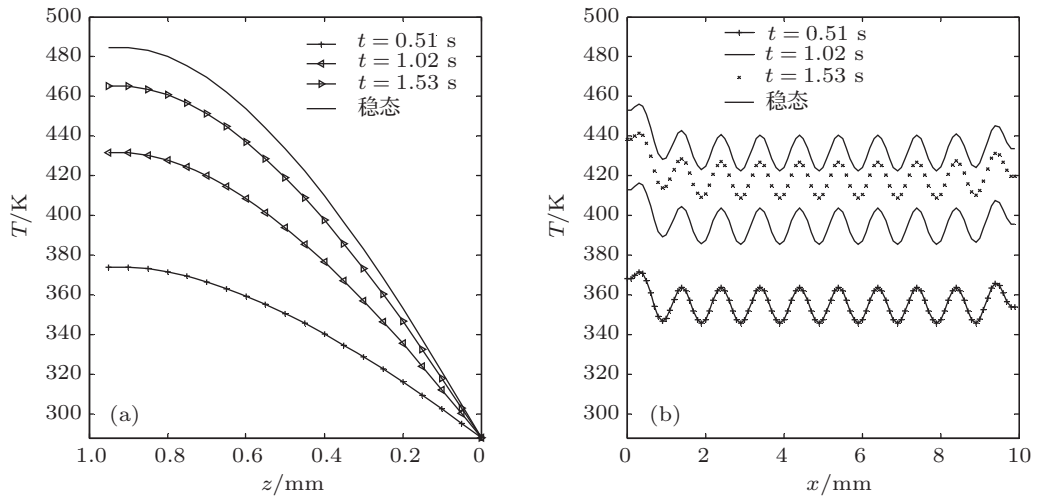 500
480
460
440
420
400
380
360
340
320
300
T/K
1.0 0.8 0.6 0.4 0.2 0
z/mm
(a)
t = 0.51 s
t = 1.02 s
t = 1.53 s
稳态
500
480
460
440
420
400
380
360
340
320
300
T/K
0 2 4 6 8 10
x/mm
(b)
t = 0.51 s
t = 1.02 s
t = 1.53 s
稳态